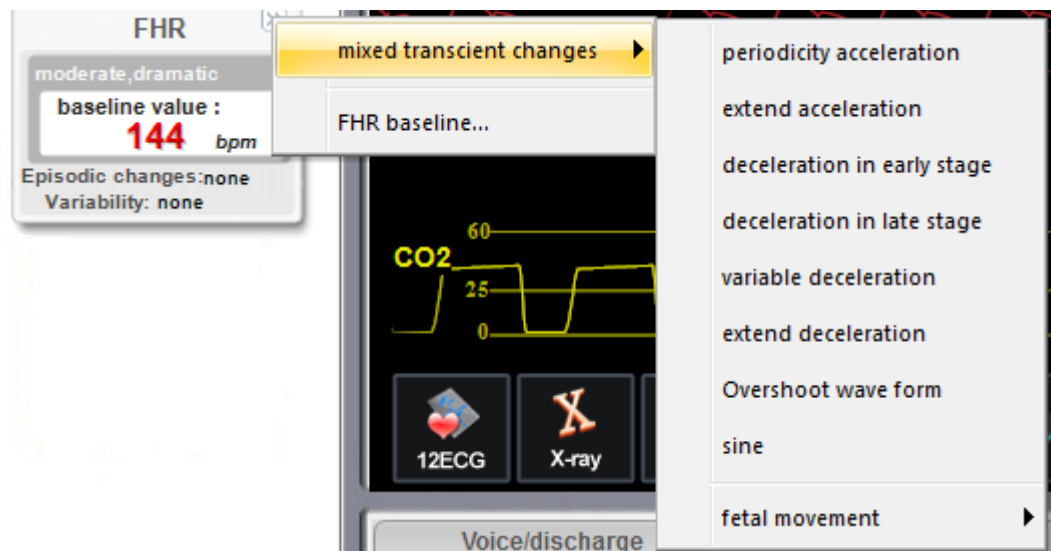 FHR
moderate,dramatic
baseline value :
144 bpm
Episodic changes:none
Variability: none
mixed transcient changes
FHR baseline...
periodicity acceleration
extend acceleration
deceleration in early stage
deceleration in late stage
variable deceleration
extend deceleration
Overshoot wave form
sine
fetal movement
60
CO2
25
0
12ECG
X-ray
Voice/discharge